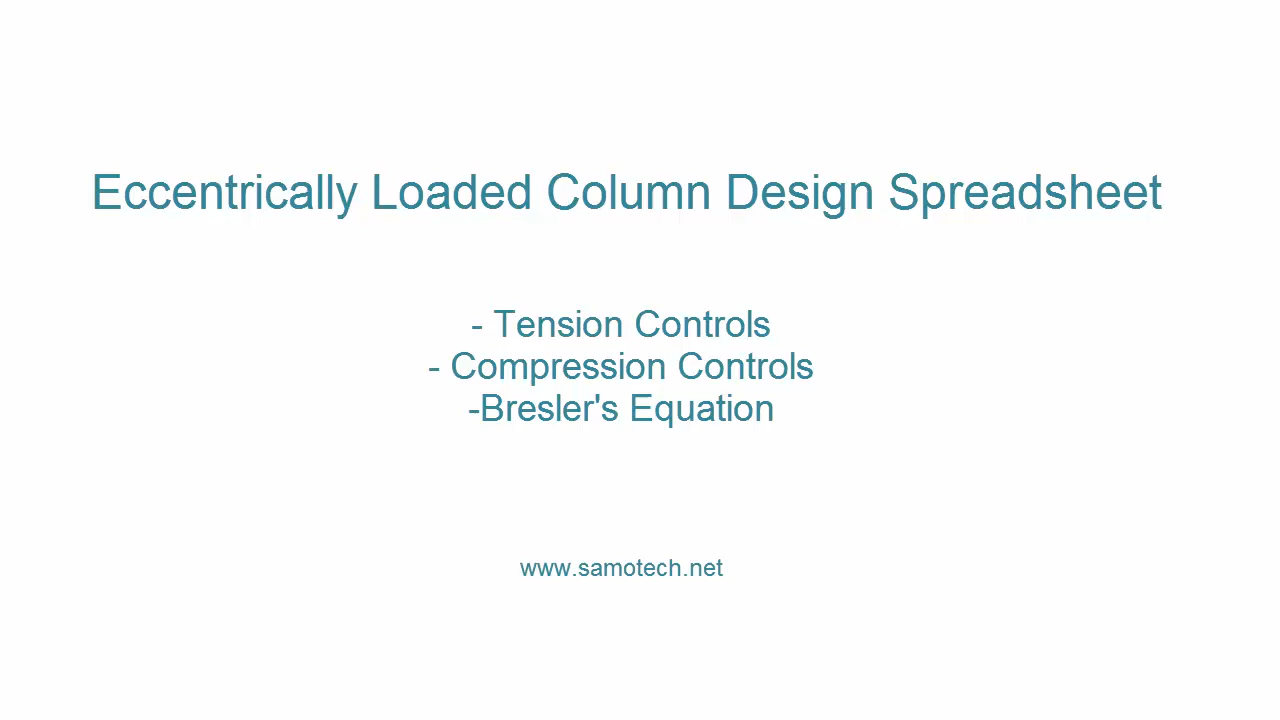 Eccentrically Loaded Column Design Spreadsheet
- Tension Controls
- Compression Controls
-Bresler's Equation
www.samotech.net